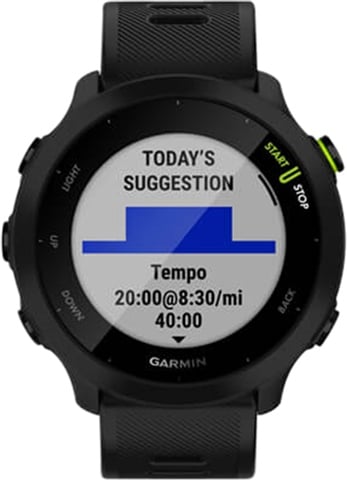 TODAY'S
SUGGESTION
START
STOP
LIGHT
UP
DOWN
BACK
Tempo
20:00@8:30/mi
40:00
GARMIN